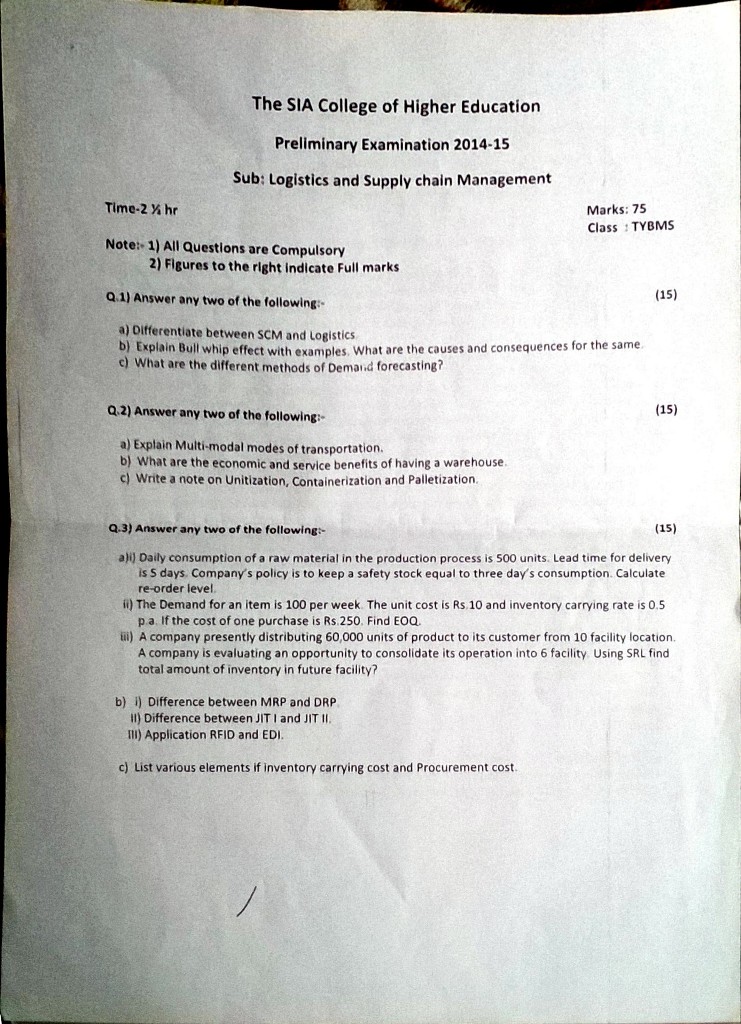 The SIA College of Higher Education
Preliminary Examination 2014-15
Sub: Logistics and Supply chain Management
Time-2 ½ hr
Marks: 75
Class : TYBMS
Note:- 1) All Questions are Compulsory
2) Figures to the right indicate Full marks
Q.1) Answer any two of the following:- (15)
a) Differentiate between SCM and Logistics
b) Explain Bull whip effect with examples. What are the causes and consequences for the same.
c) What are the different methods of Demand forecasting?
Q.2) Answer any two of the following:- (15)
a) Explain Multi-modal modes of transportation.
b) What are the economic and service benefits of having a warehouse.
c) Write a note on Unitization, Containerization and Palletization.
Q.3) Answer any two of the following:- (15)
a)i) Daily consumption of a raw material in the production process is 500 units. Lead time for delivery
is 5 days. Company's policy is to keep a safety stock equal to three day's consumption. Calculate
re-order level.
ii) The Demand for an item is 100 per week. The unit cost is Rs.10 and inventory carrying rate is 0.5
p.a. If the cost of one purchase is Rs.250. Find EOQ.
iii) A company presently distributing 60,000 units of product to its customer from 10 facility location.
A company is evaluating an opportunity to consolidate its operation into 6 facility. Using SRL find
total amount of inventory in future facility?
b) i) Difference between MRP and DRP.
II) Difference between JIT I and JIT II.
III) Application RFID and EDI.
c) List various elements if inventory carrying cost and Procurement cost.